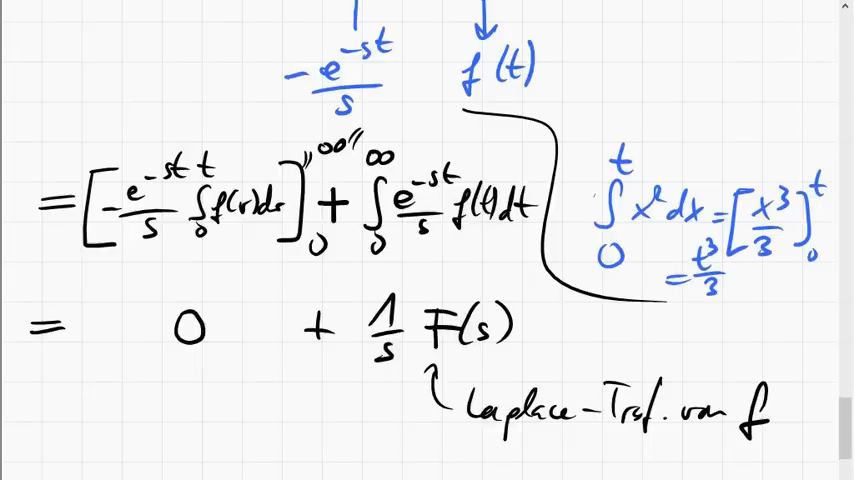 -e^{-st}/s f(t)
= [-e^{-st}/s ∫_0^t f(r)dr]_0^{"∞"} + ∫_0^∞ e^{-st}/s f(t)dt
∫_0^t x² dx = [x³/3]_0^t
= t³/3
= 0 + 1/s F(s)
Laplace-Trsf. von f